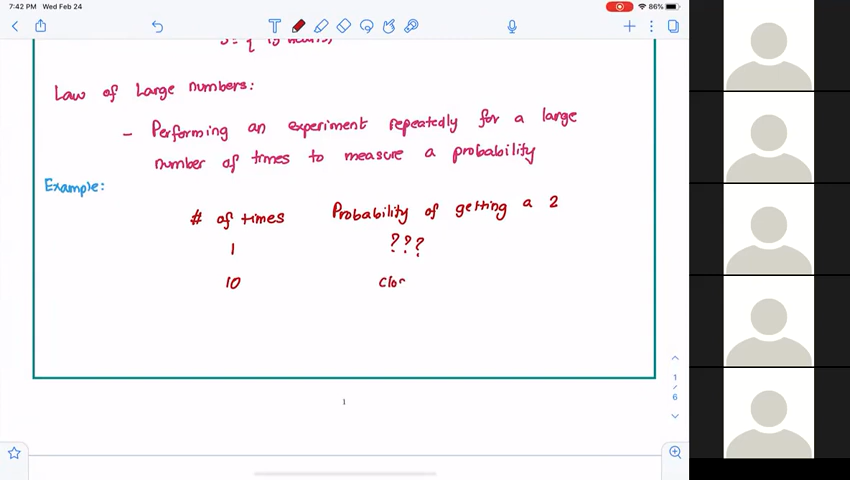 7:42 PM Wed Feb 24
86%
T
Law of Large numbers:
- Performing an experiment repeatedly for a large
number of times to measure a probability
Example:
# of times Probability of getting a 2
1 ???
10 clos
1
1
6